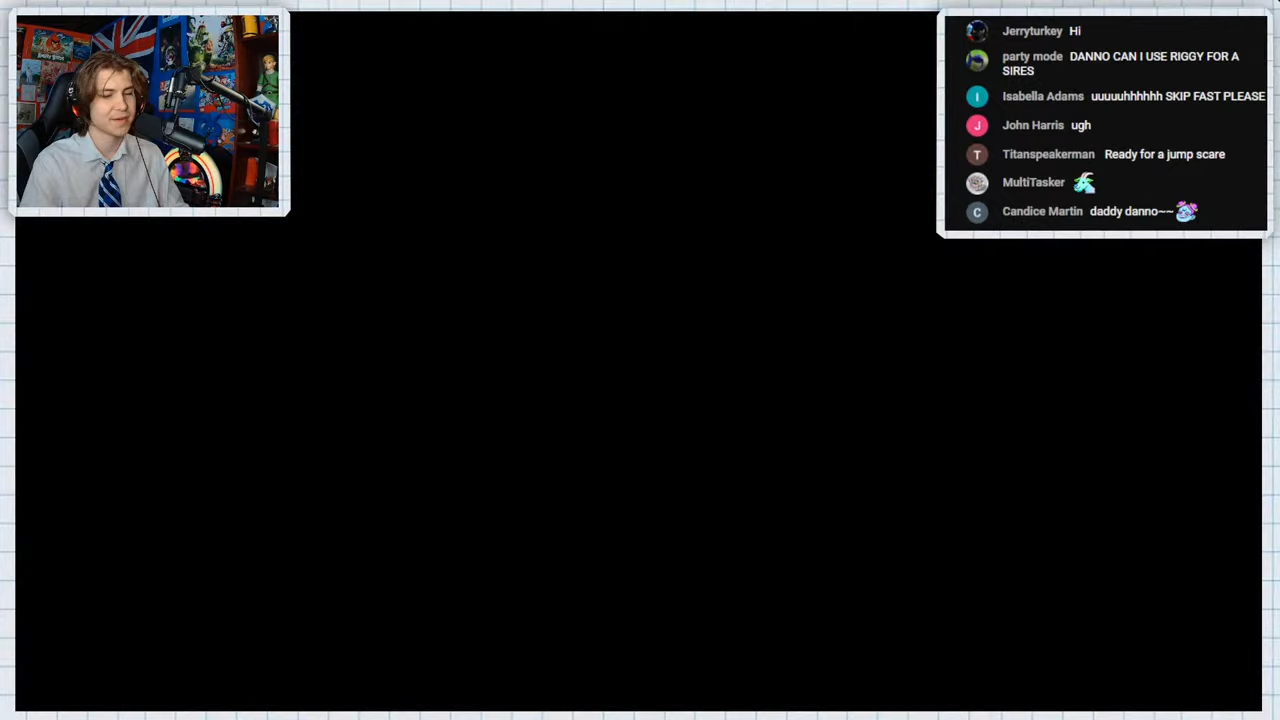 Jerryturkey Hi
party mode DANNO CAN I USE RIGGY FOR A
SIRES
Isabella Adams uuuuuhhhhhh SKIP FAST PLEASE
John Harris ugh
Titanspeakerman Ready for a jump scare
MultiTasker
Candice Martin daddy danno~~
I
J
T
C